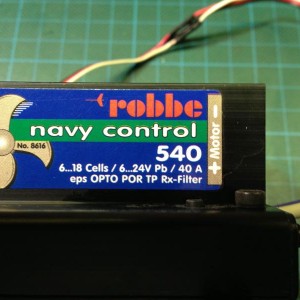 robbe
navy control
No. 8616
540
6...18 Cells / 6...24V Pb / 40 A
eps OPTO POR TP Rx-Filter
+ Motor -